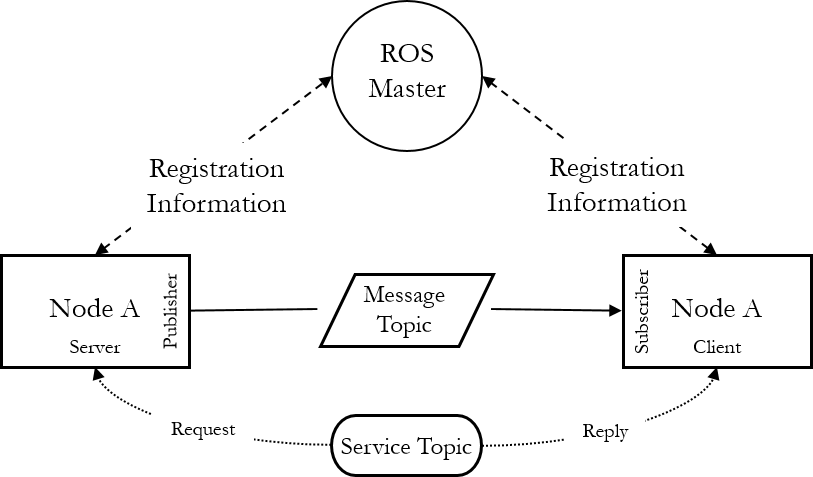 ROS
Master
Registration
Information
Registration
Information
Node A
Server
Publisher
Message
Topic
Subscriber
Node A
Client
Request
Service Topic
Reply